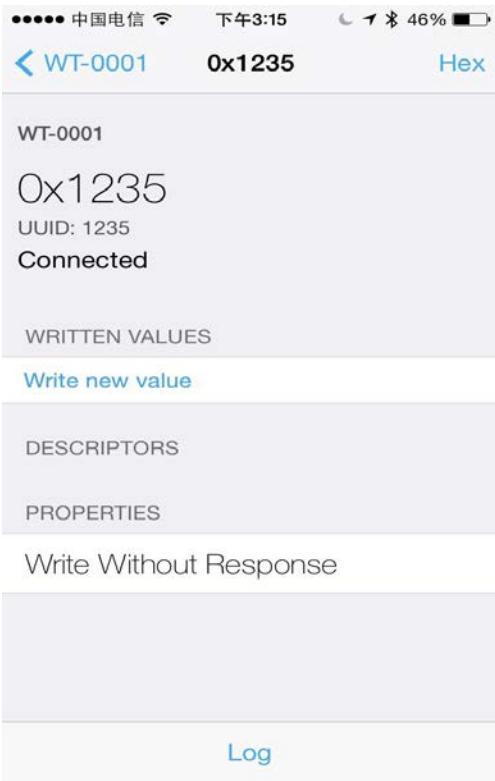 中国电信 下午3:15 46%
WT-0001 0x1235 Hex
WT-0001
0x1235
UUID: 1235
Connected
WRITTEN VALUES
Write new value
DESCRIPTORS
PROPERTIES
Write Without Response
Log